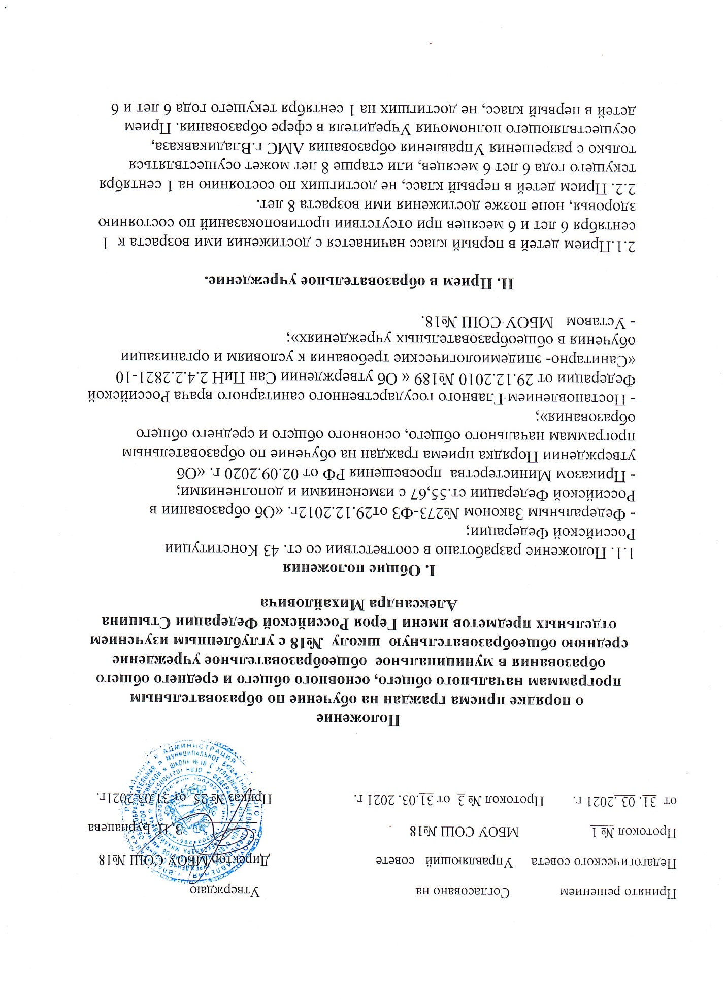 Принято решением Согласовано на Утверждаю
Педагогического совета Управляющий совете Директор МБОУ СОШ №18
Протокол № 1 МБОУ СОШ №18 З. Ц. Бурнацева
от 31. 03 .2021 г. Протокол № 3 от 31.03. 2021 г. Приказ № 25 от 31.03.2021г.
Положение
о порядке приема граждан на обучение по образовательным
программам начального общего, основного общего и среднего общего
образования в муниципальное общеобразовательное учреждение
среднюю общеобразовательную школу №18 с углубленным изучением
отдельных предметов имени Героя Российской Федерации Стыцина
Александра Михайловича
I. Общие положения
1.1. Положение разработано в соответствии со ст. 43 Конституции
Российской Федерации;
- Федеральным Законом №273-ФЗ от29.12.2012г. «Об образовании в
Российской Федерации ст.55,67 с изменениями и дополнениями;
- Приказом Министерства просвещения РФ от 02.09.2020 г. «Об
утверждении Порядка приема граждан на обучение по образовательным
программам начального общего, основного общего и среднего общего
образования»;
- Постановлением Главного государственного санитарного врача Российской
Федерации от 29.12.2010 №189 « Об утверждении Сан ПиН 2.4.2.2821-10
«Санитарно- эпидемиологические требования к условиям и организации
обучения в общеобразовательных учреждениях»;
- Уставом МБОУ СОШ №18.
II. Прием в образовательное учреждение.
2.1.Прием детей в первый класс начинается с достижения ими возраста к 1
сентября 6 лет и 6 месяцев при отсутствии противопоказаний по состоянию
здоровья, ноне позже достижения ими возраста 8 лет.
2.2. Прием детей в первый класс, не достигших по состоянию на 1 сентября
текущего года 6 лет 6 месяцев, или старше 8 лет может осуществляться
только с разрешения Управления образования АМС г.Владикавказа,
осуществляющего полномочия Учредителя в сфере образования. Прием
детей в первый класс, не достигших на 1 сентября текущего года 6 лет и 6